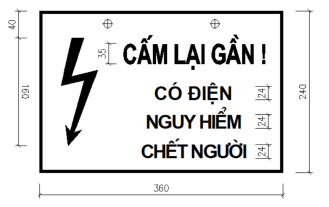 40
35
CẤM LẠI GẦN !
160
CÓ ĐIỆN
24
240
NGUY HIỂM
24
CHẾT NGƯỜI
24
360